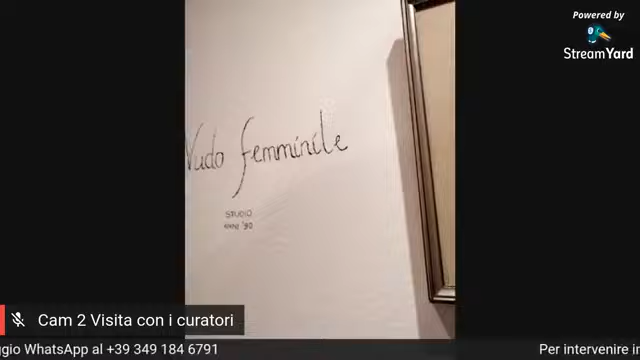 Powered by
StreamYard
Nudo femminile
STUDIO
ANNI '90
Cam 2 Visita con i curatori
ggio WhatsApp al +39 349 184 6791
Per intervenire in